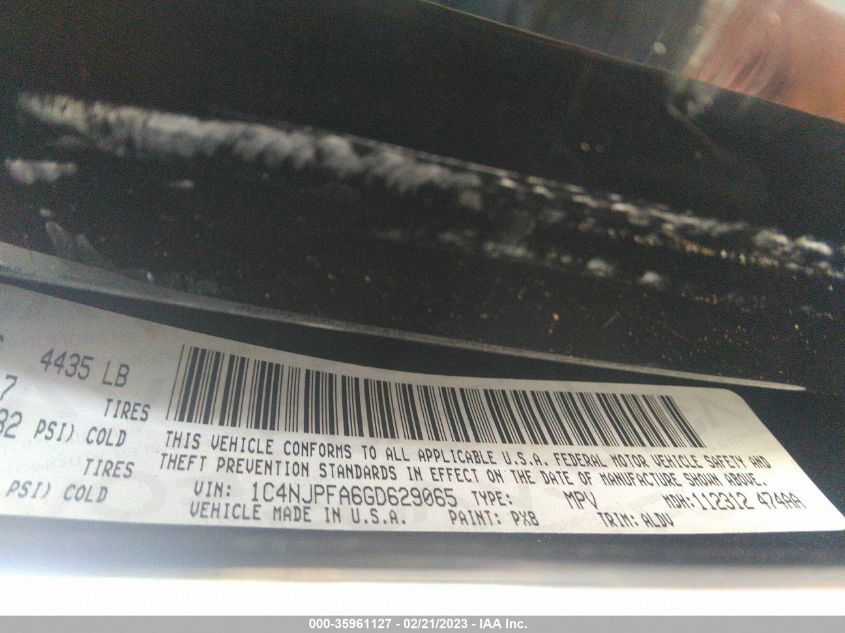 4435 LB
7
TIRES
32 PSI) COLD
TIRES
PSI) COLD
THIS VEHICLE CONFORMS TO ALL APPLICABLE U.S.A. FEDERAL MOTOR VEHICLE SAFETY AND
THEFT PREVENTION STANDARDS IN EFFECT ON THE DATE OF MANUFACTURE SHOWN ABOVE.
VIN: 1C4NJPFA6GD629065 TYPE: MPV MDH: 112312 474AA
VEHICLE MADE IN U.S.A. PAINT: PX8 TRIM: ALDV
000-35961127 - 02/21/2023 - IAA Inc.